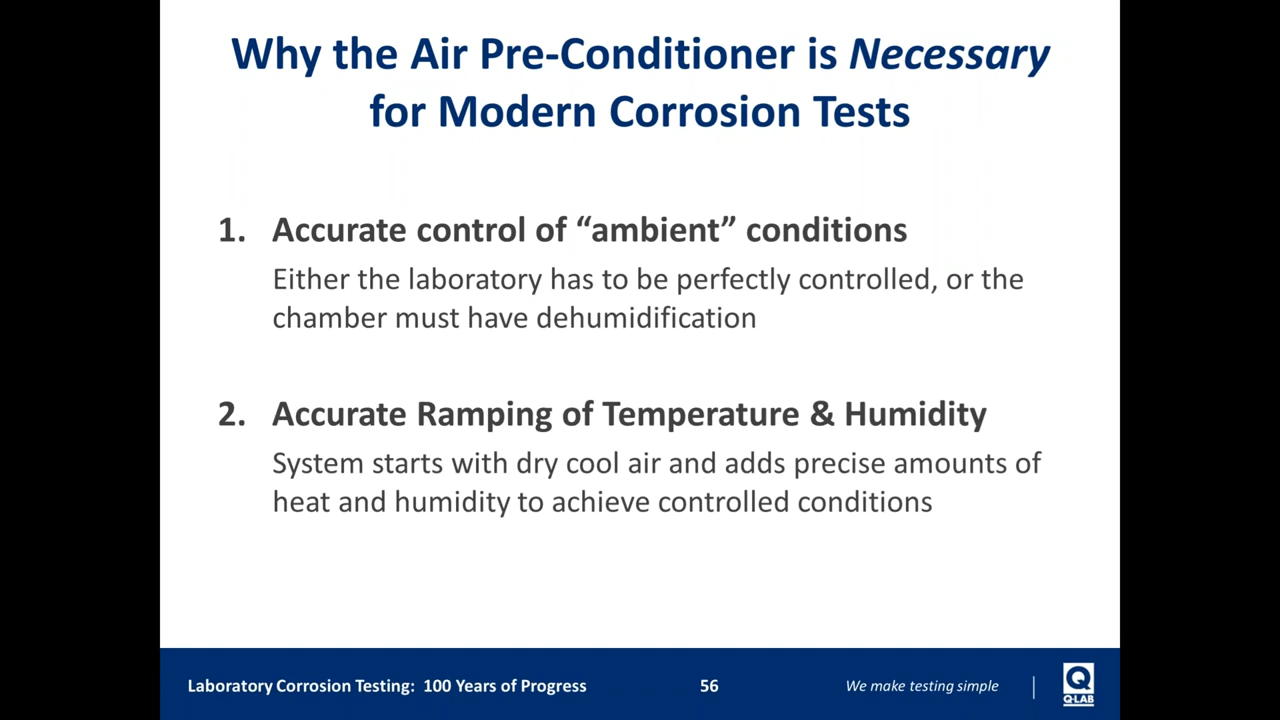 Why the Air Pre-Conditioner is Necessary
for Modern Corrosion Tests
1. Accurate control of “ambient” conditions
Either the laboratory has to be perfectly controlled, or the
chamber must have dehumidification
2. Accurate Ramping of Temperature & Humidity
System starts with dry cool air and adds precise amounts of
heat and humidity to achieve controlled conditions
Laboratory Corrosion Testing: 100 Years of Progress
56
We make testing simple
Q
Q-LAB